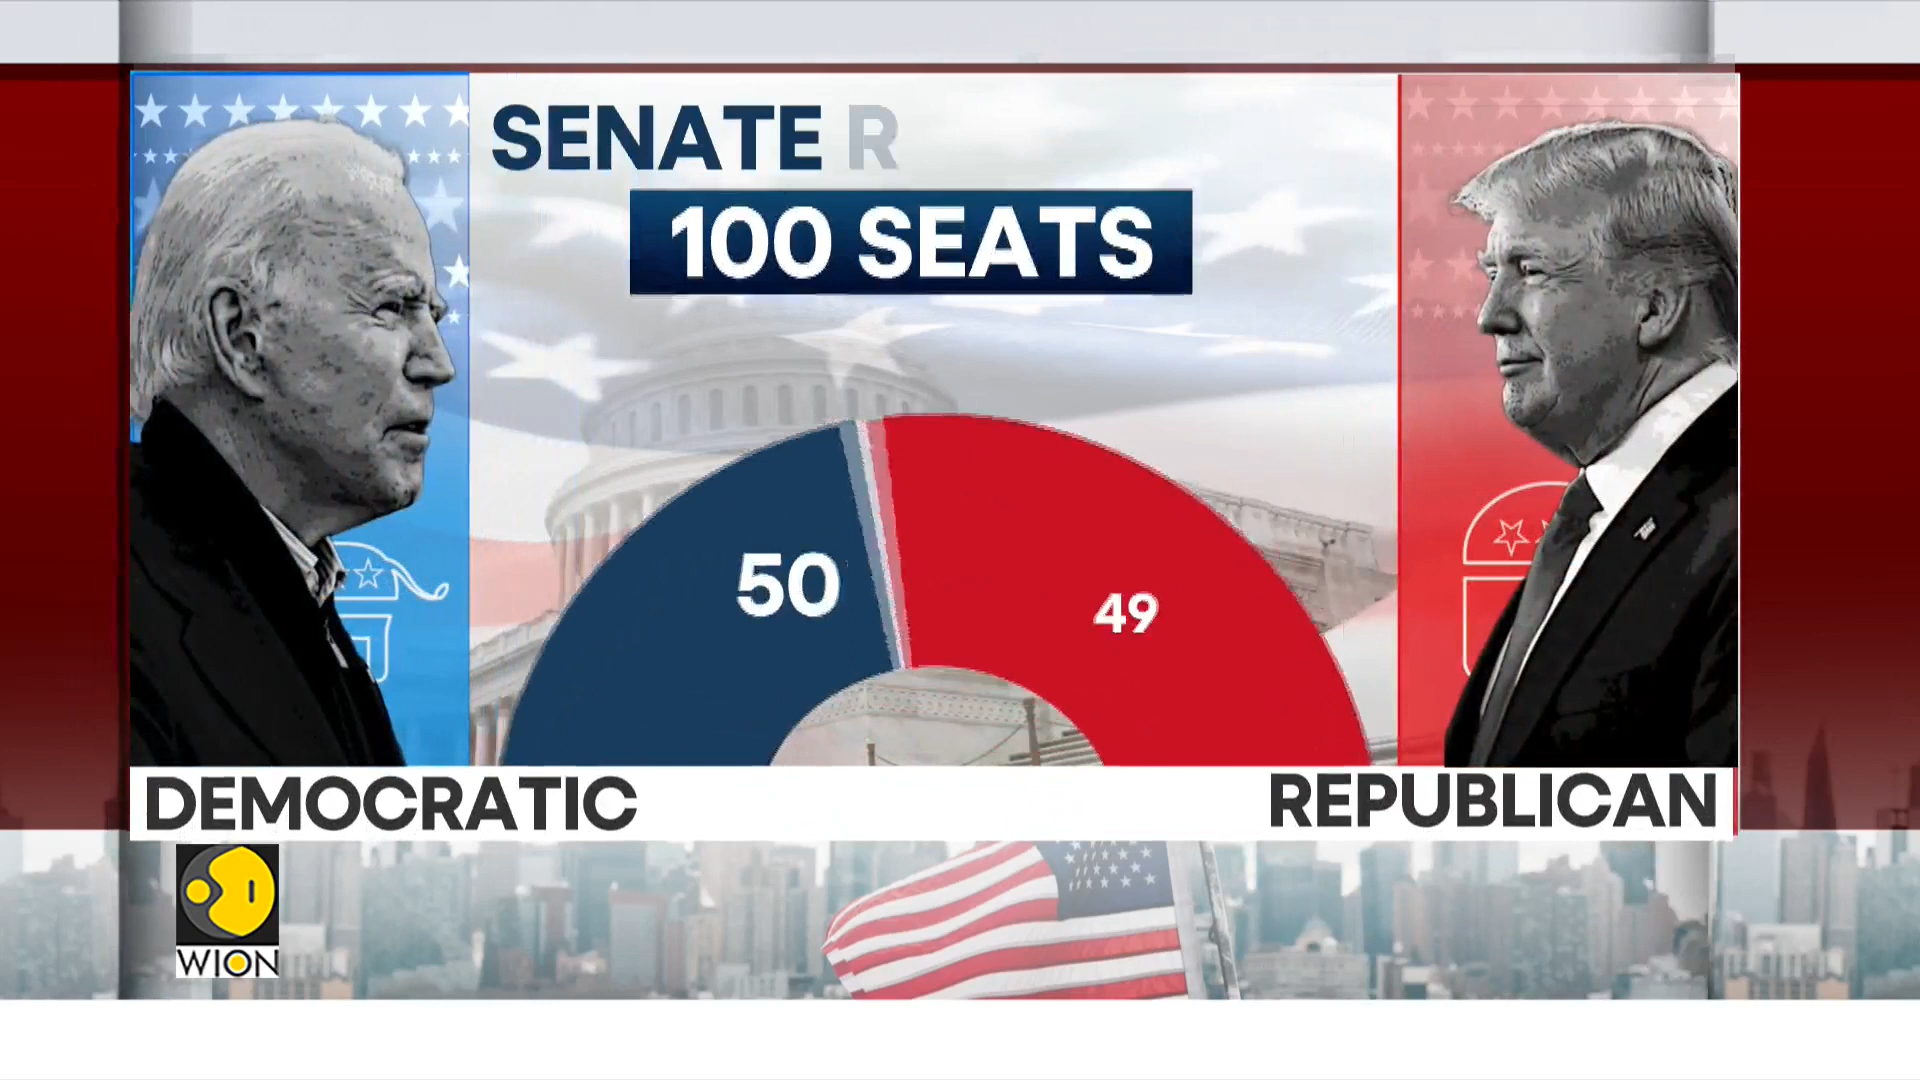 SENATE R
100 SEATS
50
49
DEMOCRATIC
REPUBLICAN
WION